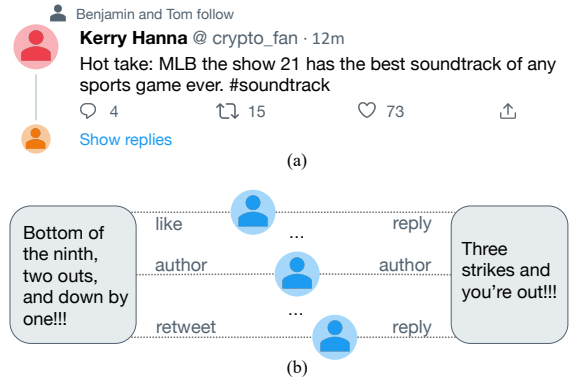 Benjamin and Tom follow
Kerry Hanna @ crypto_fan · 12m
Hot take: MLB the show 21 has the best soundtrack of any
sports game ever. #soundtrack
4 15 73
Show replies
(a)
Bottom of
the ninth,
two outs,
and down by
one!!!
like
...
reply
author
author
...
retweet
reply
Three
strikes and
you're out!!!
(b)